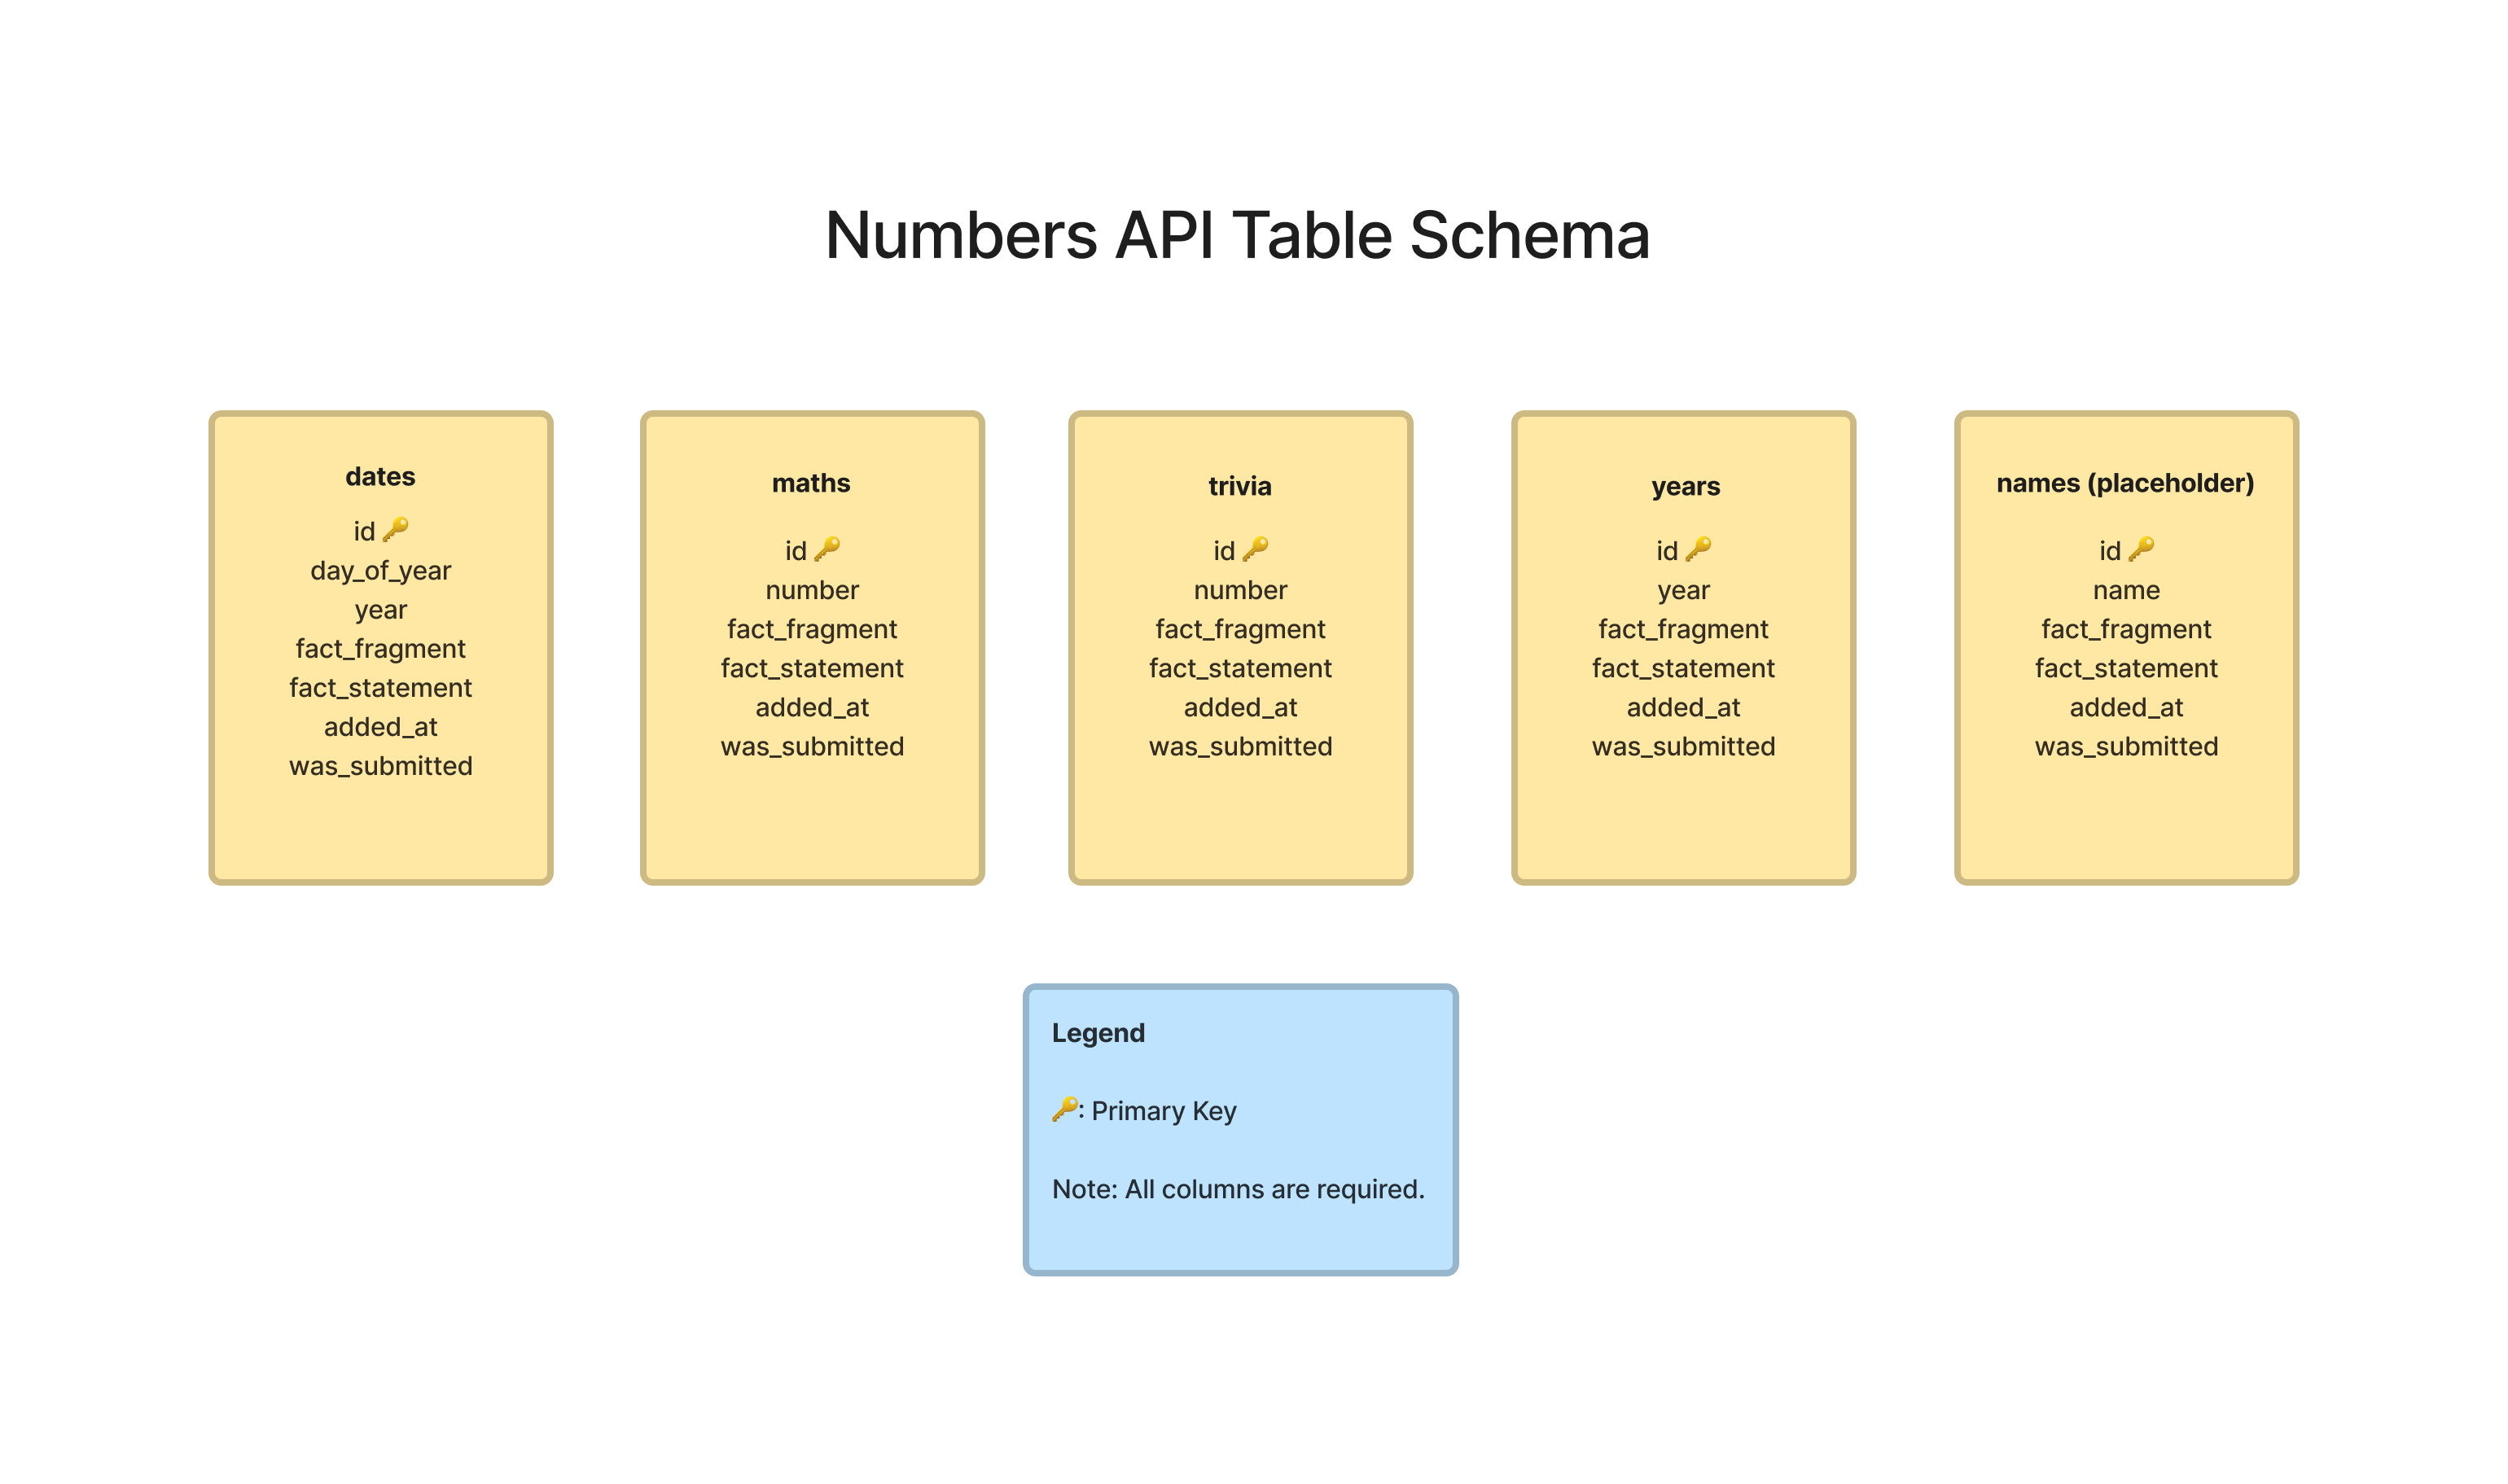 Numbers API Table Schema
dates
id 🔑
day_of_year
year
fact_fragment
fact_statement
added_at
was_submitted
maths
id 🔑
number
fact_fragment
fact_statement
added_at
was_submitted
trivia
id 🔑
number
fact_fragment
fact_statement
added_at
was_submitted
years
id 🔑
year
fact_fragment
fact_statement
added_at
was_submitted
names (placeholder)
id 🔑
name
fact_fragment
fact_statement
added_at
was_submitted
Legend
🔑: Primary Key
Note: All columns are required.